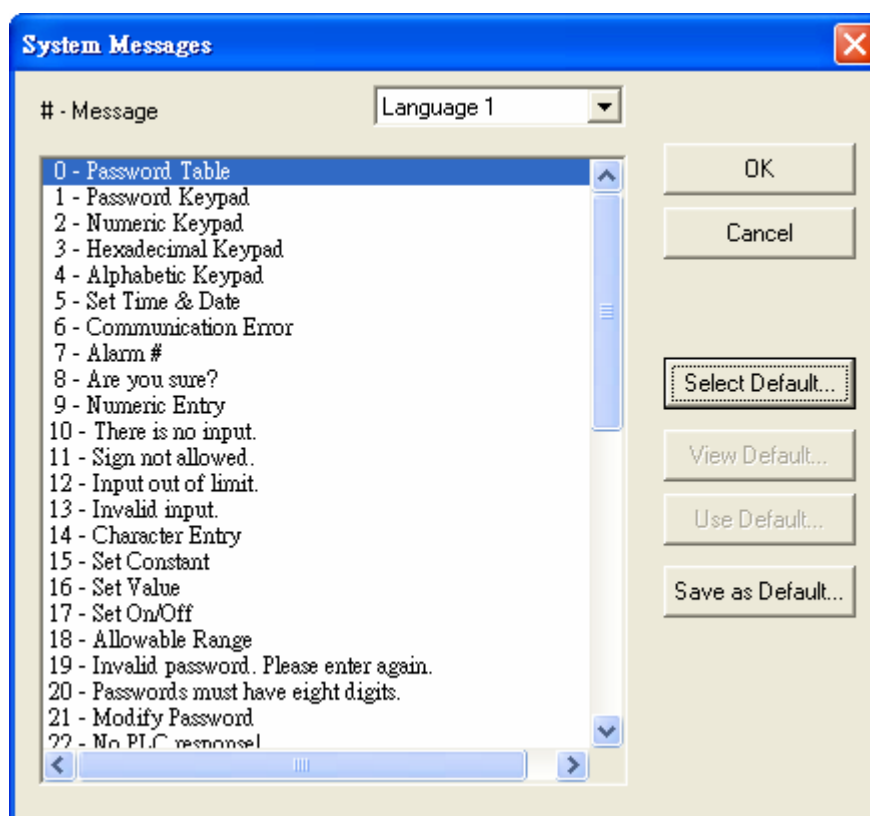 System Messages
# - Message
Language 1
0 - Password Table
1 - Password Keypad
2 - Numeric Keypad
3 - Hexadecimal Keypad
4 - Alphabetic Keypad
5 - Set Time & Date
6 - Communication Error
7 - Alarm #
8 - Are you sure?
9 - Numeric Entry
10 - There is no input.
11 - Sign not allowed.
12 - Input out of limit.
13 - Invalid input.
14 - Character Entry
15 - Set Constant
16 - Set Value
17 - Set On/Off
18 - Allowable Range
19 - Invalid password. Please enter again.
20 - Passwords must have eight digits.
21 - Modify Password
22 - No PLC response!
OK
Cancel
Select Default...
View Default...
Use Default...
Save as Default...